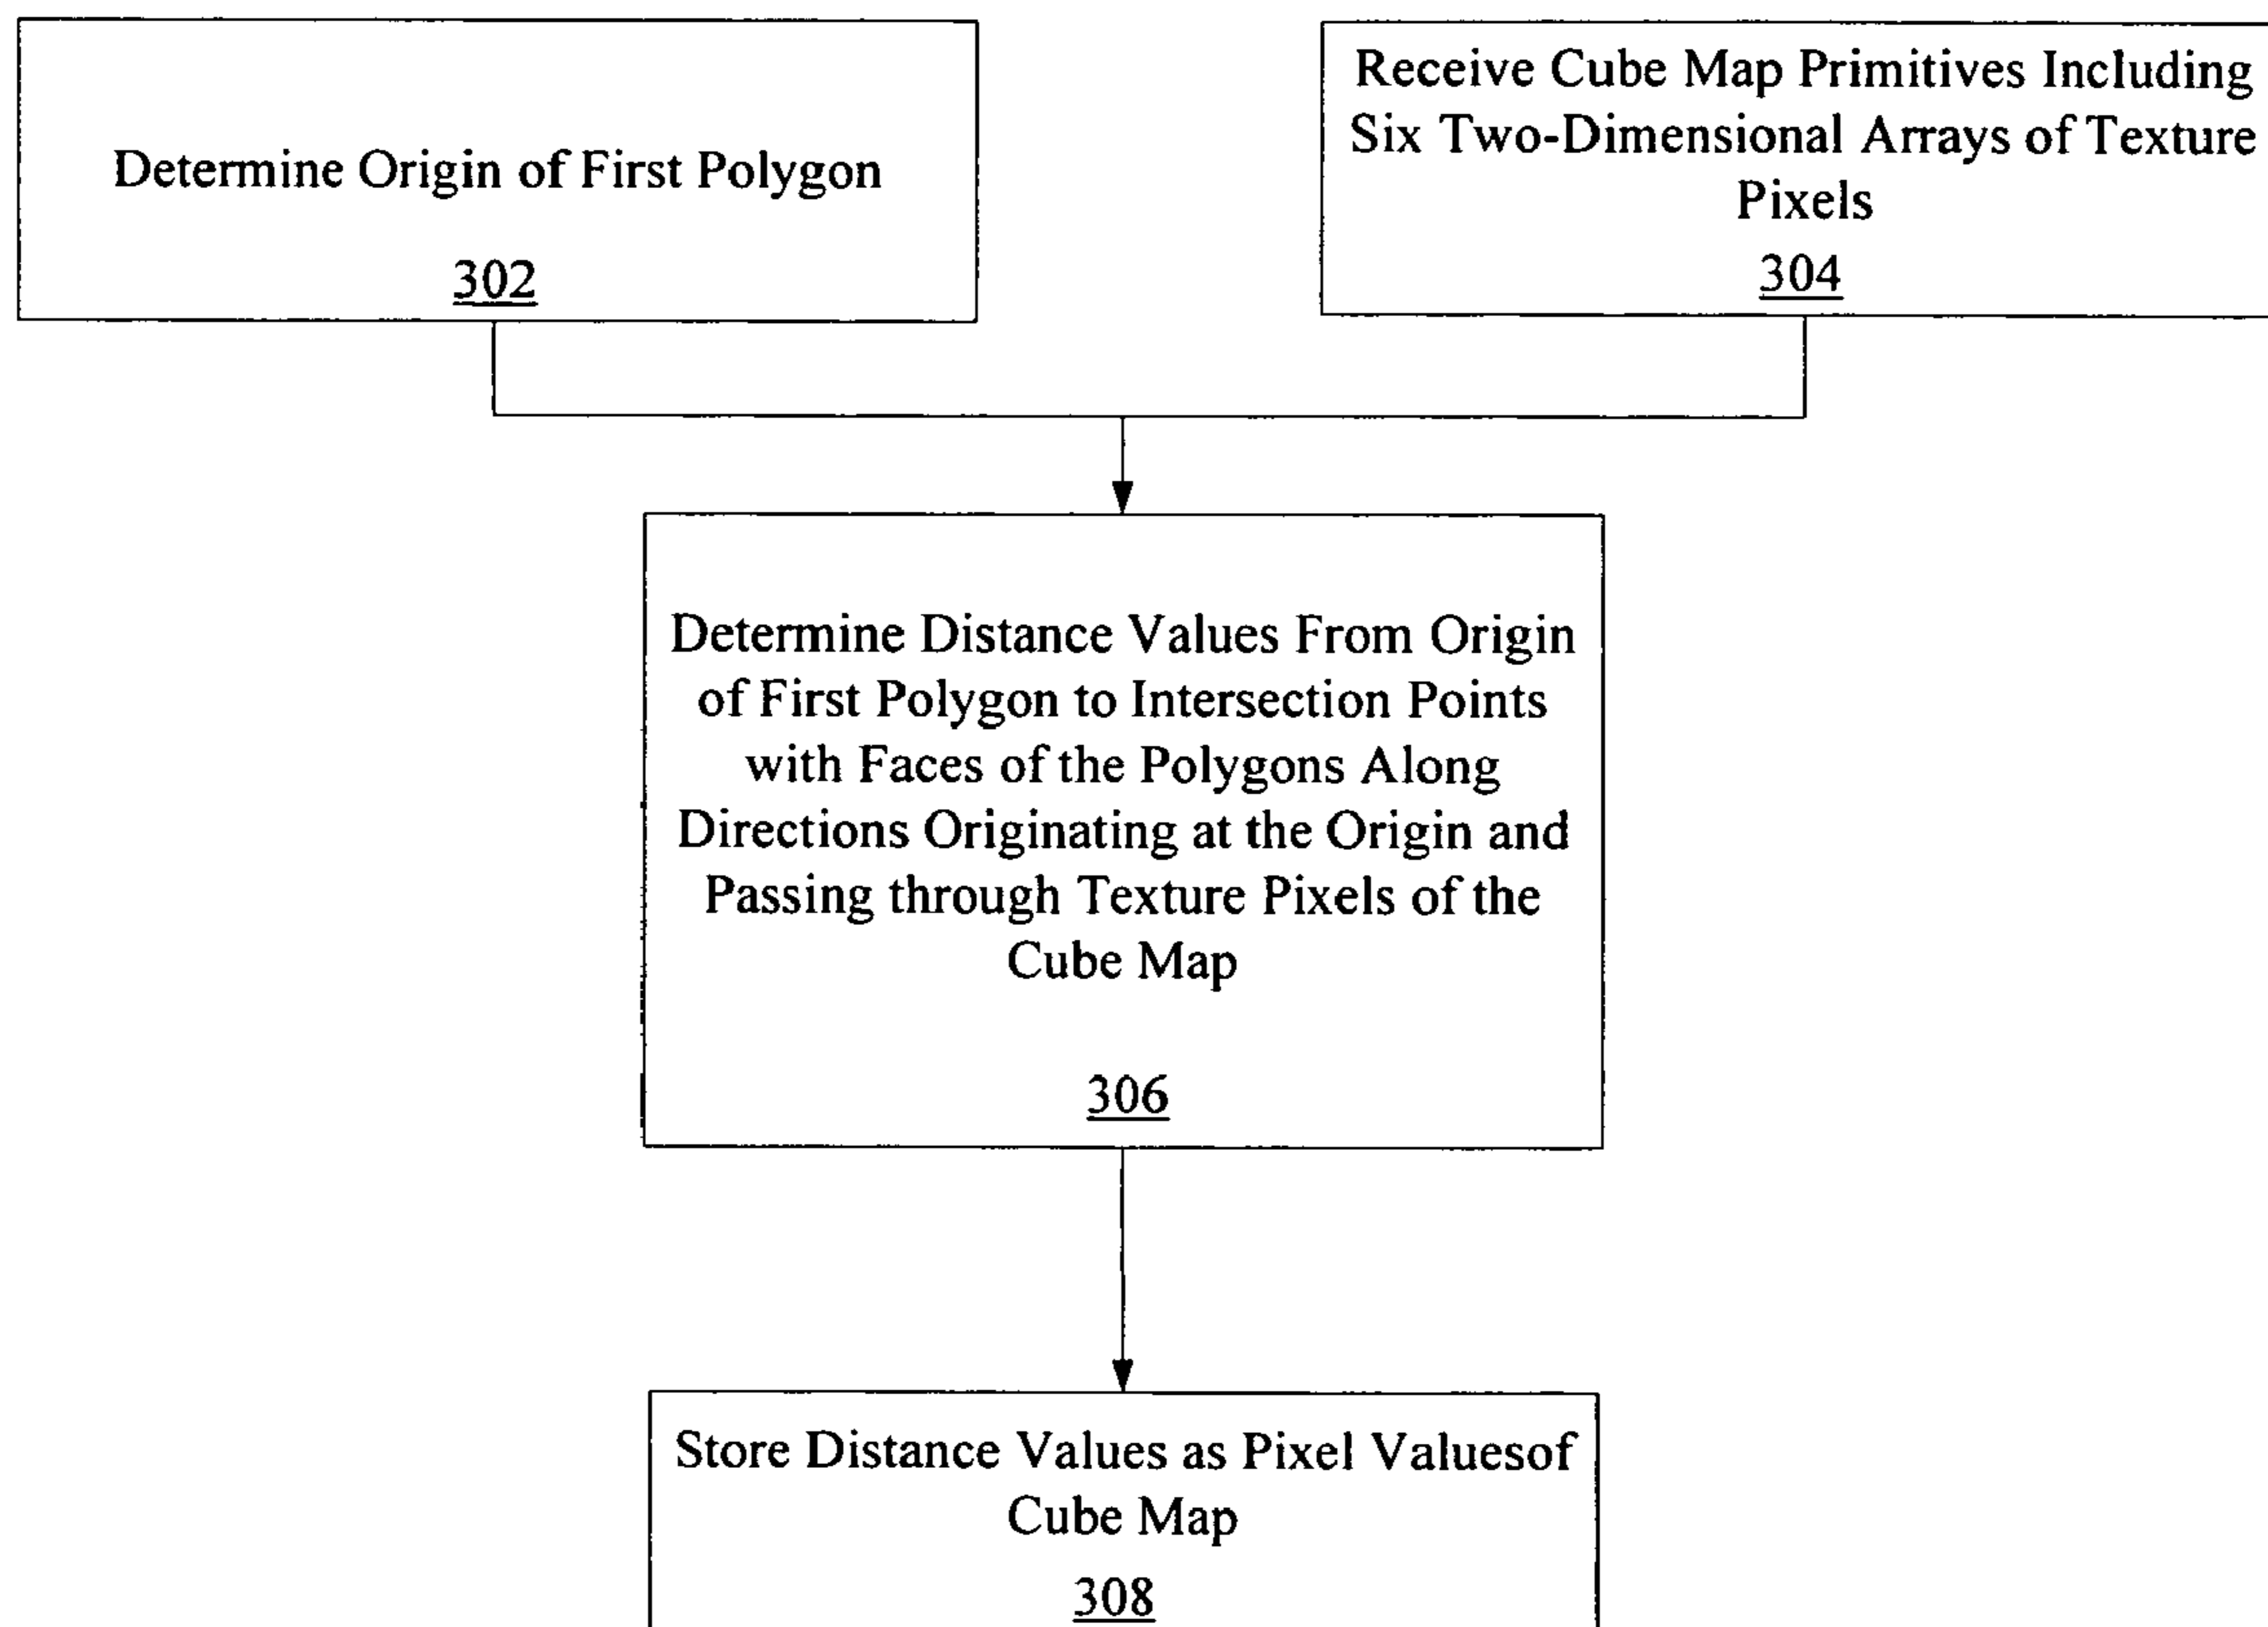 Determine Origin of First Polygon
302
Receive Cube Map Primitives Including
Six Two-Dimensional Arrays of Texture
Pixels
304
Determine Distance Values From Origin
of First Polygon to Intersection Points
with Faces of the Polygons Along
Directions Originating at the Origin and
Passing through Texture Pixels of the
Cube Map
306
Store Distance Values as Pixel Valuesof
Cube Map
308